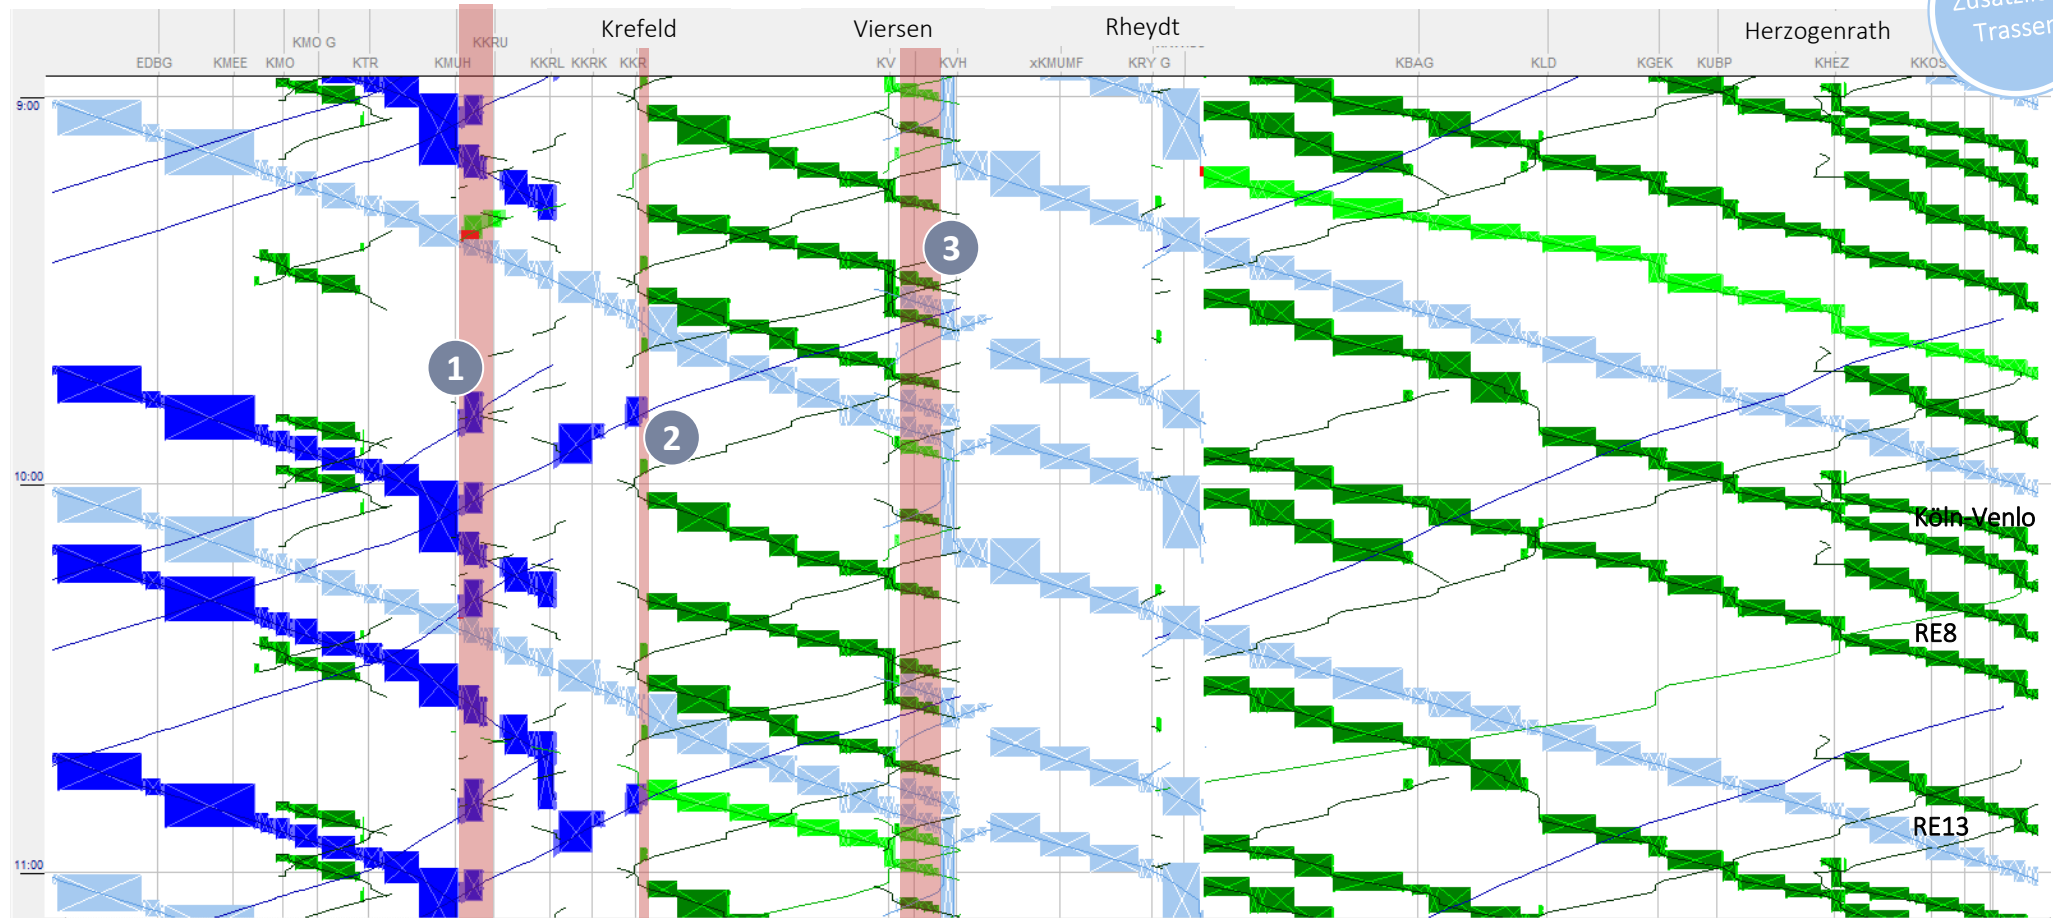 Krefeld
Viersen
Rheydt
Herzogenrath
Trassen
KMO G
KKRU
EDBG
KMEE
KMO
KTR
KMUH
KKRL
KKRK
KKR
KV
KVH
xKMUMF
KRY G
KBAG
KLD
KGEK
KUBP
KHEZ
KKOS
9:00
3
1
2
10:00
Köln-Venlo
RE8
RE13
11:00